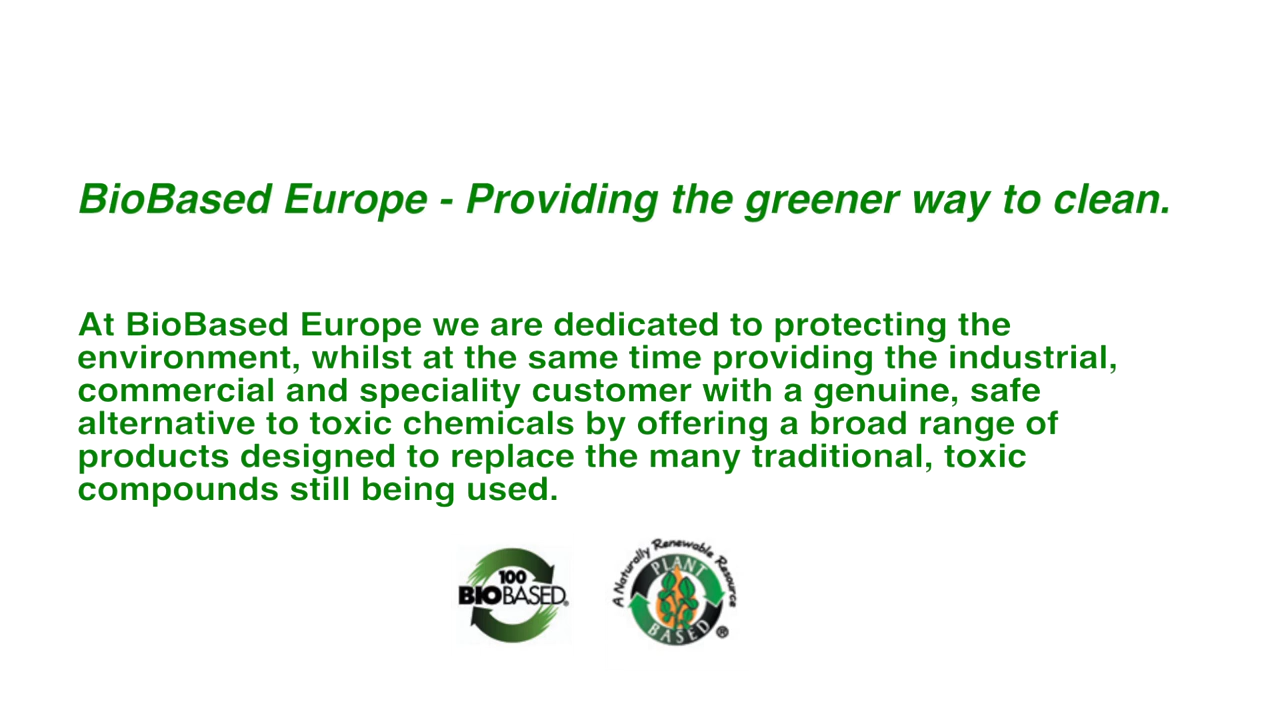 BioBased Europe - Providing the greener way to clean.
At BioBased Europe we are dedicated to protecting the
environment, whilst at the same time providing the industrial,
commercial and speciality customer with a genuine, safe
alternative to toxic chemicals by offering a broad range of
products designed to replace the many traditional, toxic
compounds still being used.
100
BIOBASED®
A Naturally Renewable Resource
PLANT
BASED
®